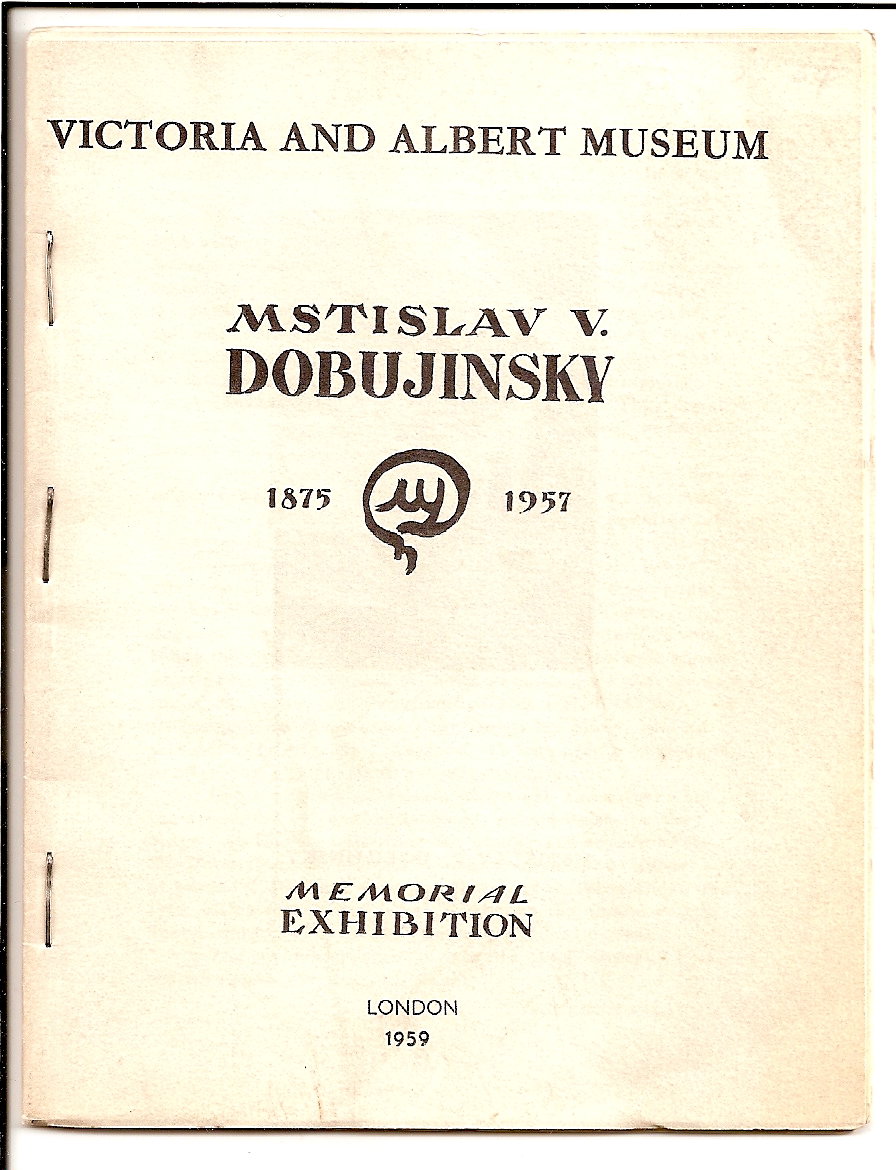 VICTORIA AND ALBERT MUSEUM
MSTISLAV V.
DOBUJINSKY
1875 1957
MEMORIAL
EXHIBITION
LONDON
1959